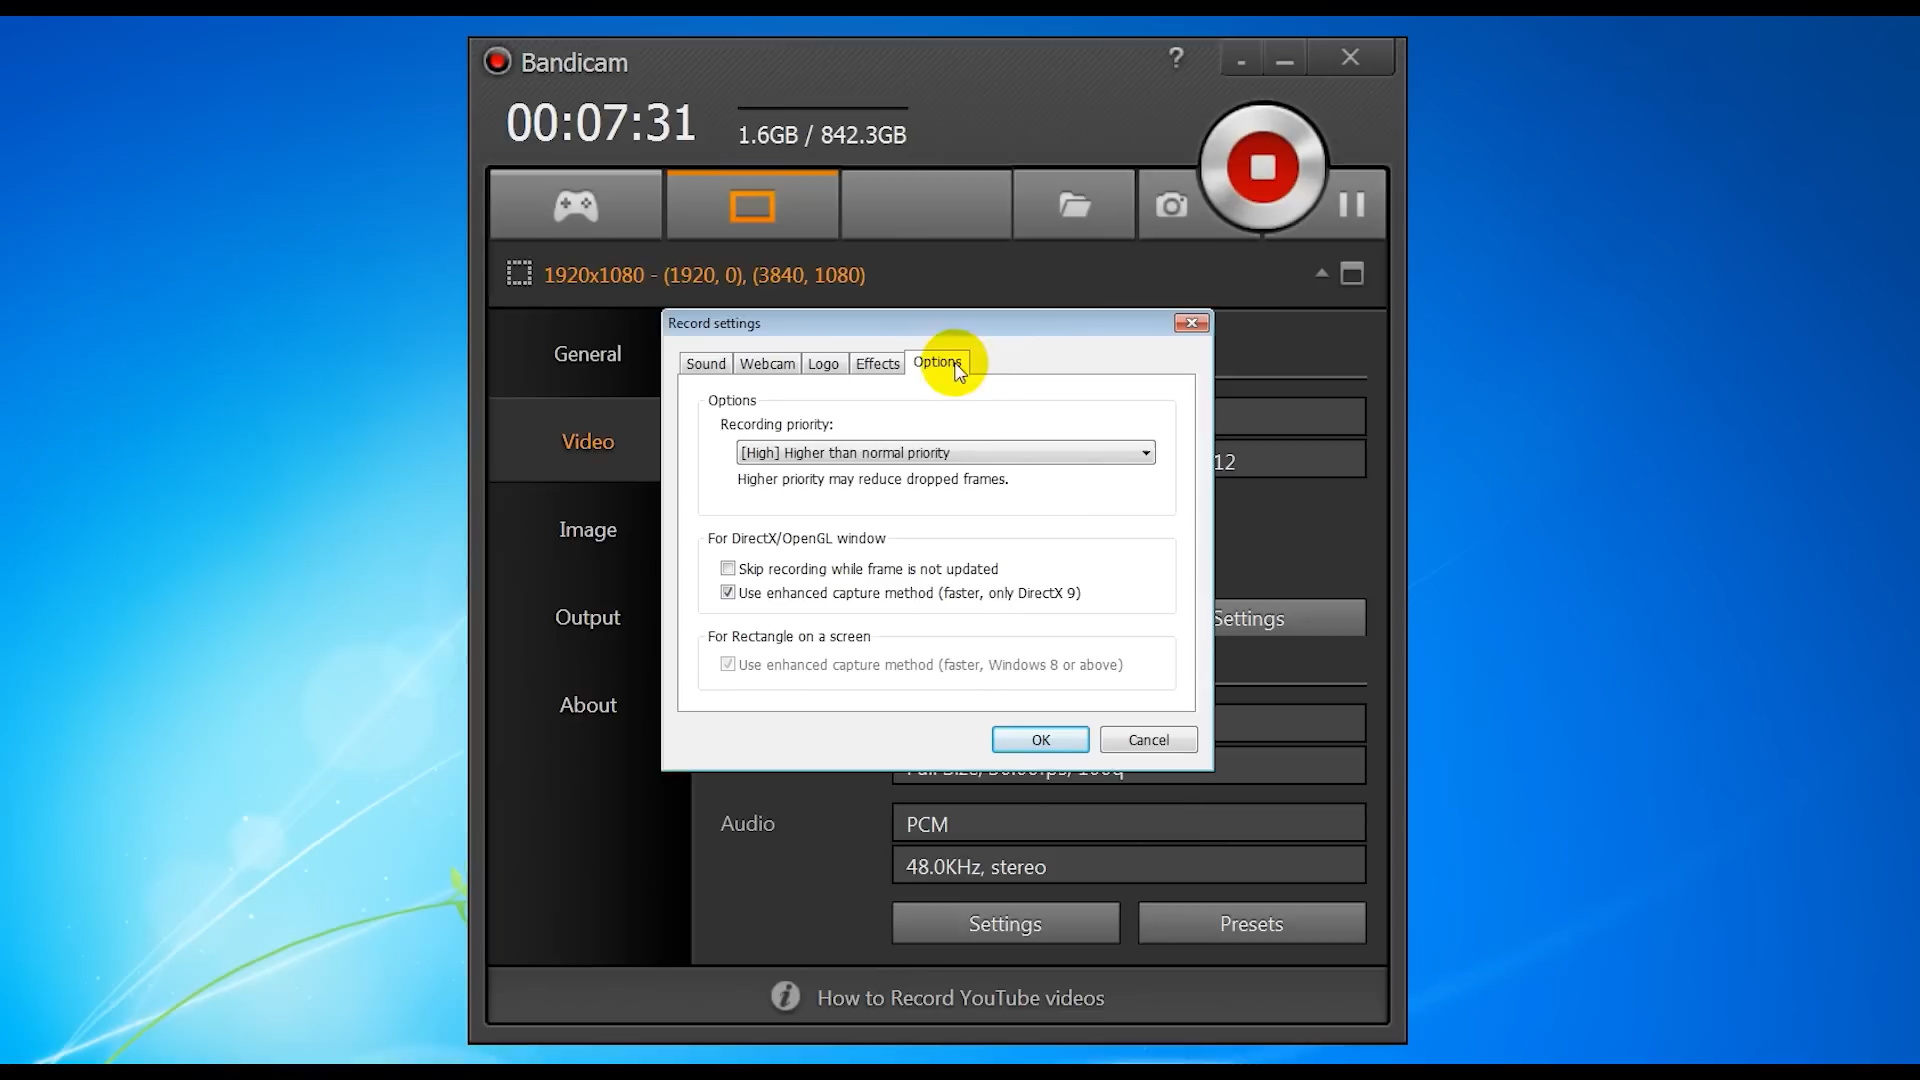 Bandicam
?
00:07:31
1.6GB / 842.3GB
1920x1080 - (1920, 0), (3840, 1080)
Record settings
General
Video
Image
Output
About
Sound
Webcam
Logo
Effects
Options
Options
Recording priority:
[High] Higher than normal priority
Higher priority may reduce dropped frames.
For DirectX/OpenGL window
Skip recording while frame is not updated
Use enhanced capture method (faster, only DirectX 9)
For Rectangle on a screen
Use enhanced capture method (faster, Windows 8 or above)
OK
Cancel
12
Settings
Audio
PCM
48.0KHz, stereo
Settings
Presets
How to Record YouTube videos